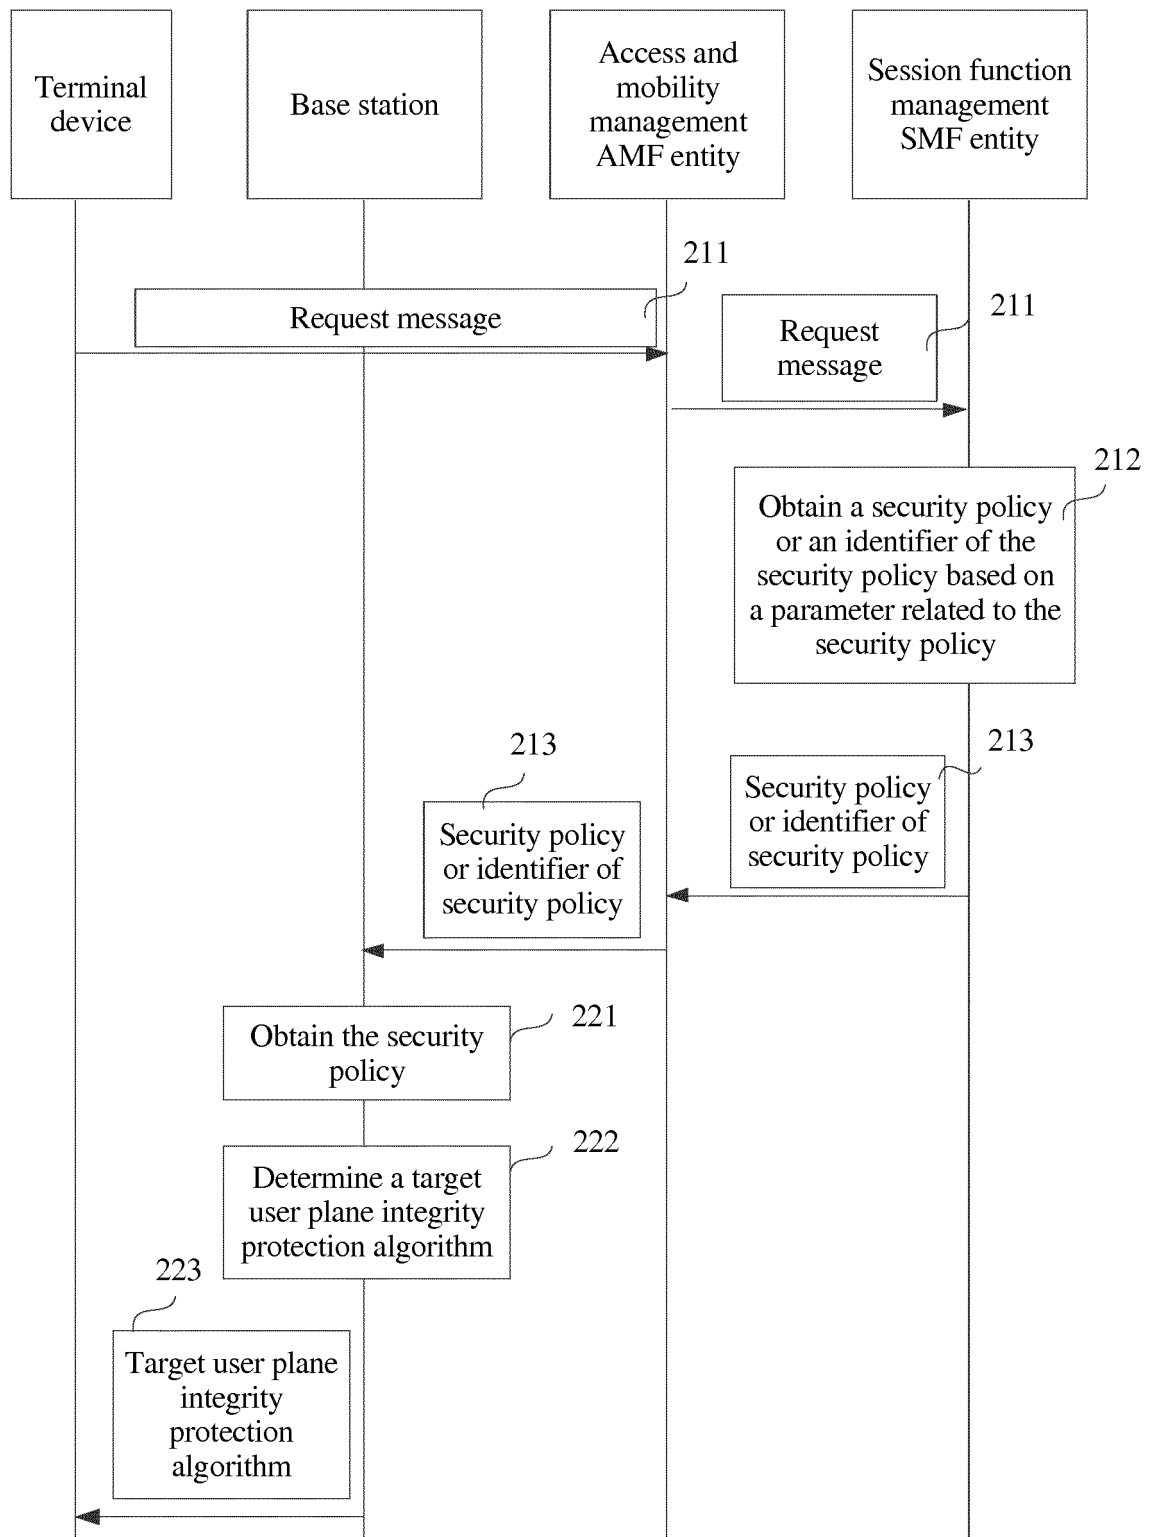 Terminal
device
Base station
Access and
mobility
management
AMF entity
Session function
management
SMF entity
211
Request message
211
Request
message
212
Obtain a security policy
or an identifier of the
security policy based on
a parameter related to the
security policy
213
Security policy
or identifier of
security policy
213
Security policy
or identifier of
security policy
221
Obtain the security
policy
222
Determine a target
user plane integrity
protection algorithm
223
Target user plane
integrity
protection
algorithm